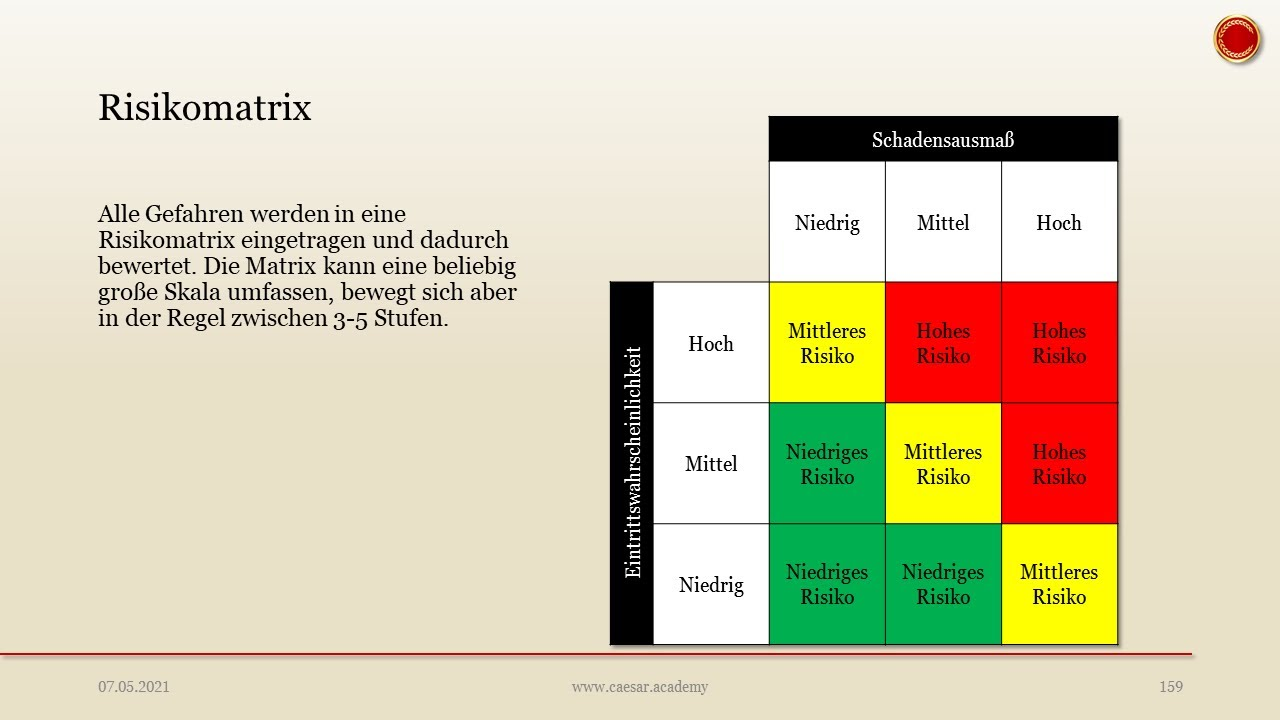 Risikomatrix
Alle Gefahren werden in eine
Risikomatrix eingetragen und dadurch
bewertet. Die Matrix kann eine beliebig
große Skala umfassen, bewegt sich aber
in der Regel zwischen 3-5 Stufen.
Schadensausmaß
Niedrig
Mittel
Hoch
Eintrittswahrscheinlichkeit
Hoch
Mittleres
Risiko
Hohes
Risiko
Hohes
Risiko
Mittel
Niedriges
Risiko
Mittleres
Risiko
Hohes
Risiko
Niedrig
Niedriges
Risiko
Niedriges
Risiko
Mittleres
Risiko
07.05.2021
www.caesar.academy
159